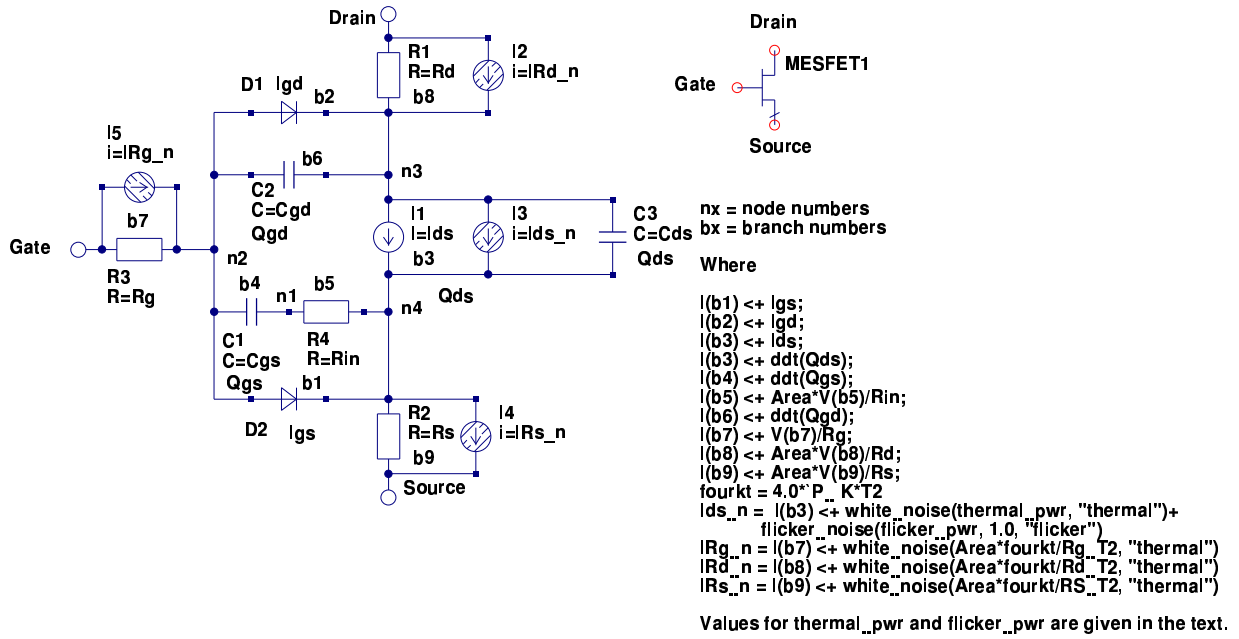 Drain
R1
R=Rd
b8
I2
i=IRd_n
D1
Igd
b2
I5
i=IRg_n
b7
b6
C2
C=Cgd
Qgd
n3
Gate
R3
R=Rg
n2
I1
I=Ids
b3
I3
i=Ids_n
C3
C=Cds
Qds
b4
n1
b5
Qds
n4
C1
C=Cgs
Qgs
R4
R=Rin
b1
D2
Igs
R2
R=Rs
b9
I4
i=IRs_n
Source
Drain
MESFET1
Gate
Source
nx = node numbers
bx = branch numbers
Where
I(b1) <+ Igs;
I(b2) <+ Igd;
I(b3) <+ Ids;
I(b3) <+ ddt(Qds);
I(b4) <+ ddt(Qgs);
I(b5) <+ Area*V(b5)/Rin;
I(b6) <+ ddt(Qgd);
I(b7) <+ V(b7)/Rg;
I(b8) <+ Area*V(b8)/Rd;
I(b9) <+ Area*V(b9)/Rs;
fourkt = 4.0*`P_K*T2
Ids_n = I(b3) <+ white_noise(thermal_pwr, "thermal")+
flicker_noise(flicker_pwr, 1.0, "flicker")
IRg_n = I(b7) <+ white_noise(Area*fourkt/Rg_T2, "thermal")
IRd_n = I(b8) <+ white_noise(Area*fourkt/Rd_T2, "thermal")
IRs_n = I(b9) <+ white_noise(Area*fourkt/RS_T2, "thermal")
Values for thermal_pwr and flicker_pwr are given in the text.